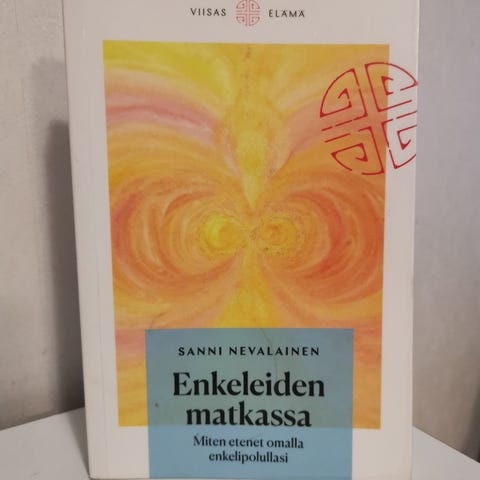 VIISAS ELÄMÄ
SANNI NEVALAINEN
Enkeleiden
matkassa
Miten etenet omalla
enkelipolullasi